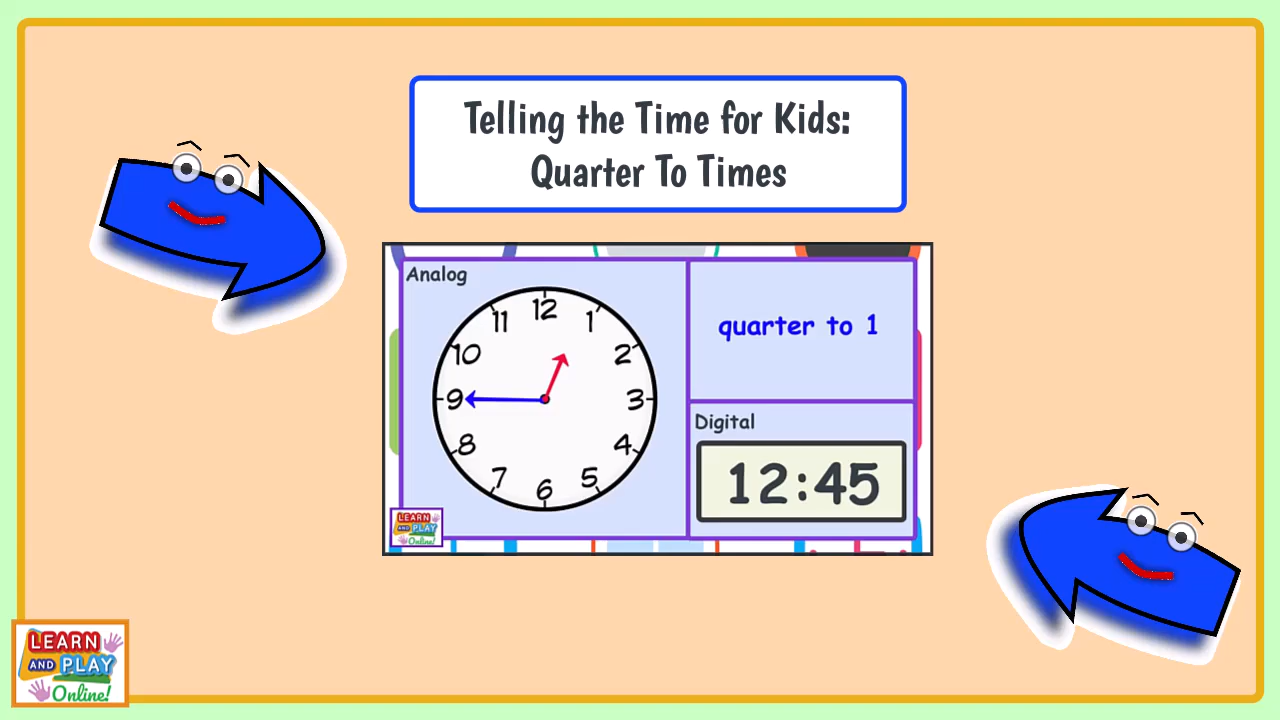 Telling the Time for Kids:
Quarter To Times
Analog
12
11
1
10
2
9
3
8
4
7
5
6
quarter to 1
Digital
12:45
LEARN
AND PLAY
Online!
LEARN
AND PLAY
Online!